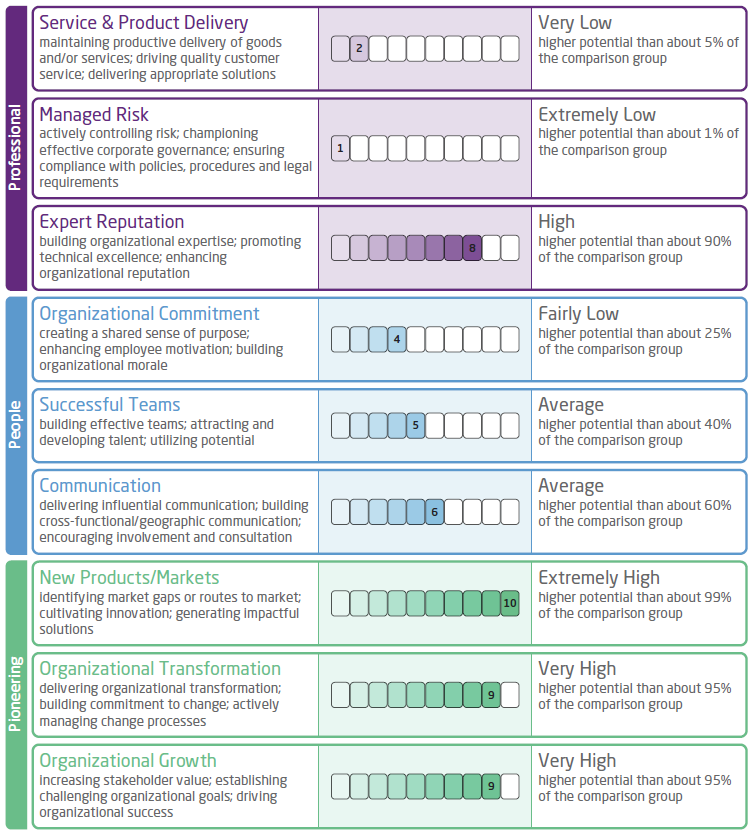 Professional
Service & Product Delivery
maintaining productive delivery of goods
and/or services; driving quality customer
service; delivering appropriate solutions
2
Very Low
higher potential than about 5% of
the comparison group
Managed Risk
actively controlling risk; championing
effective corporate governance; ensuring
compliance with policies, procedures and legal
requirements
1
Extremely Low
higher potential than about 1% of
the comparison group
Expert Reputation
building organizational expertise; promoting
technical excellence; enhancing
organizational reputation
8
High
higher potential than about 90%
of the comparison group
People
Organizational Commitment
creating a shared sense of purpose;
enhancing employee motivation; building
organizational morale
4
Fairly Low
higher potential than about 25%
of the comparison group
Successful Teams
building effective teams; attracting and
developing talent; utilizing potential
5
Average
higher potential than about 40%
of the comparison group
Communication
delivering influential communication; building
cross-functional/geographic communication;
encouraging involvement and consultation
6
Average
higher potential than about 60%
of the comparison group
Pioneering
New Products/Markets
identifying market gaps or routes to market;
cultivating innovation; generating impactful
solutions
10
Extremely High
higher potential than about 99%
of the comparison group
Organizational Transformation
delivering organizational transformation;
building commitment to change; actively
managing change processes
9
Very High
higher potential than about 95%
of the comparison group
Organizational Growth
increasing stakeholder value; establishing
challenging organizational goals; driving
organizational success
9
Very High
higher potential than about 95%
of the comparison group